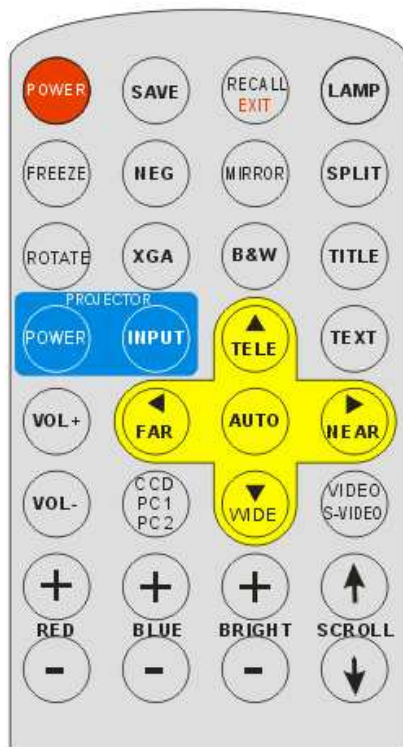 POWER SAVE RECALL EXIT LAMP
FREEZE NEG MIRROR SPLIT
ROTATE XGA B&W TITLE
PROJECTOR
POWER INPUT TELE TEXT
VOL+ FAR AUTO NEAR
VOL- CCD PC1 PC2 WIDE VIDEO S-VIDEO
+ + +
RED BLUE BRIGHT SCROLL
- - -